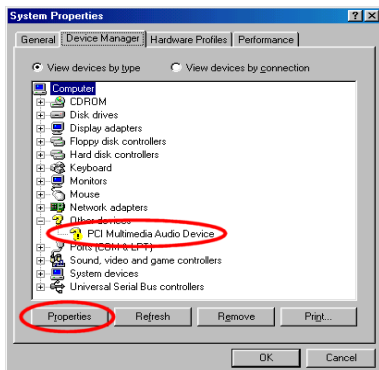 System Properties
General Device Manager Hardware Profiles Performance
View devices by type View devices by connection
Computer
CDROM
Disk drives
Display adapters
Floppy disk controllers
Hard disk controllers
Keyboard
Monitors
Mouse
Network adapters
Other devices
PCI Multimedia Audio Device
Ports (COM & LPT)
Sound, video and game controllers
System devices
Universal Serial Bus controllers
Properties Refresh Remove Print...
OK Cancel